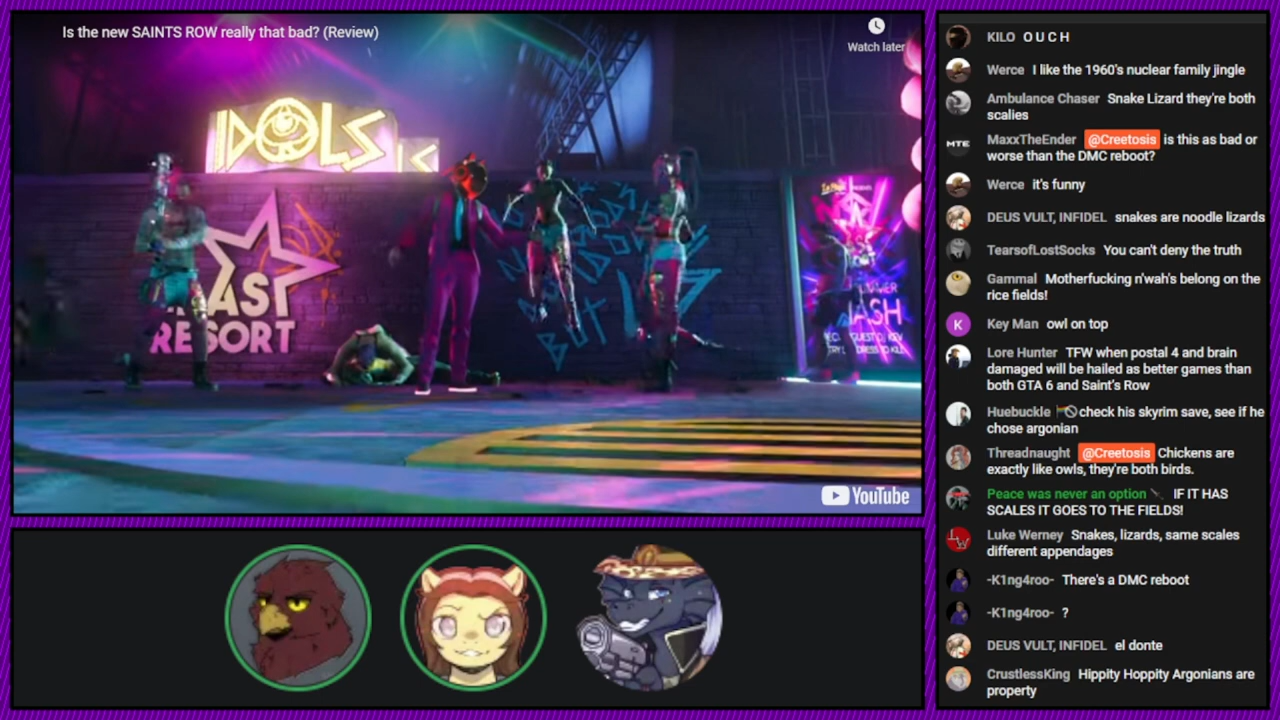 Is the new SAINTS ROW really that bad? (Review)
Watch later
IDOLS
LAST
RESORT
BUT
YouTube
KILO O U C H
Werce I like the 1960's nuclear family jingle
Ambulance Chaser Snake Lizard they're both
scalies
MTE
MaxxTheEnder @Creetosis is this as bad or
worse than the DMC reboot?
Werce it's funny
DEUS VULT, INFIDEL snakes are noodle lizards
TearsofLostSocks You can't deny the truth
Gammal Motherfucking n'wah's belong on the
rice fields!
K
Key Man owl on top
Lore Hunter TFW when postal 4 and brain
damaged will be hailed as better games than
both GTA 6 and Saint's Row
Huebuckle check his skyrim save, see if he
chose argonian
Threadnaught @Creetosis Chickens are
exactly like owls, they're both birds.
Peace was never an option IF IT HAS
SCALES IT GOES TO THE FIELDS!
LW
Luke Werney Snakes, lizards, same scales
different appendages
-K1ng4roo- There's a DMC reboot
-K1ng4roo- ?
DEUS VULT, INFIDEL el donte
CrustlessKing Hippity Hoppity Argonians are
property